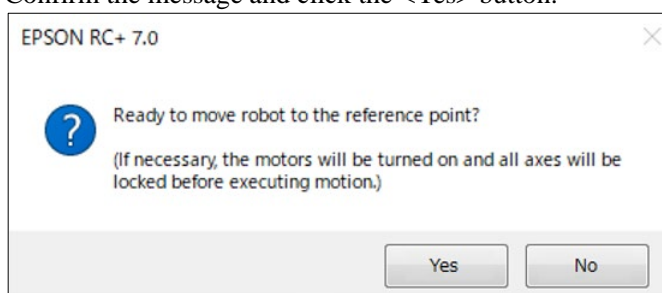 Confirm the message and click the <Yes> button.
EPSON RC+ 7.0
Ready to move robot to the reference point?
(If necessary, the motors will be turned on and all axes will be
locked before executing motion.)
Yes
No